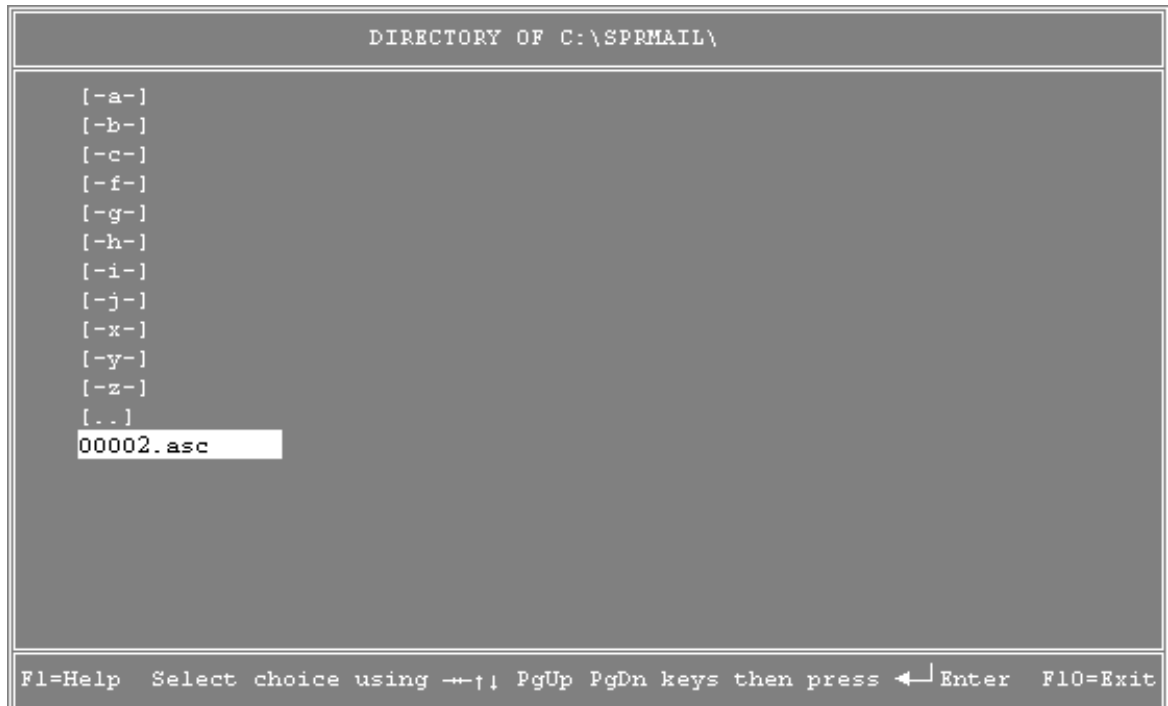 DIRECTORY OF C:\SPRMAIL\
[-a-]
[-b-]
[-c-]
[-f-]
[-g-]
[-h-]
[-i-]
[-j-]
[-x-]
[-y-]
[-z-]
[..]
00002.asc
F1=Help Select choice using →←↑↓ PgUp PgDn keys then press ◄┘Enter F10=Exit